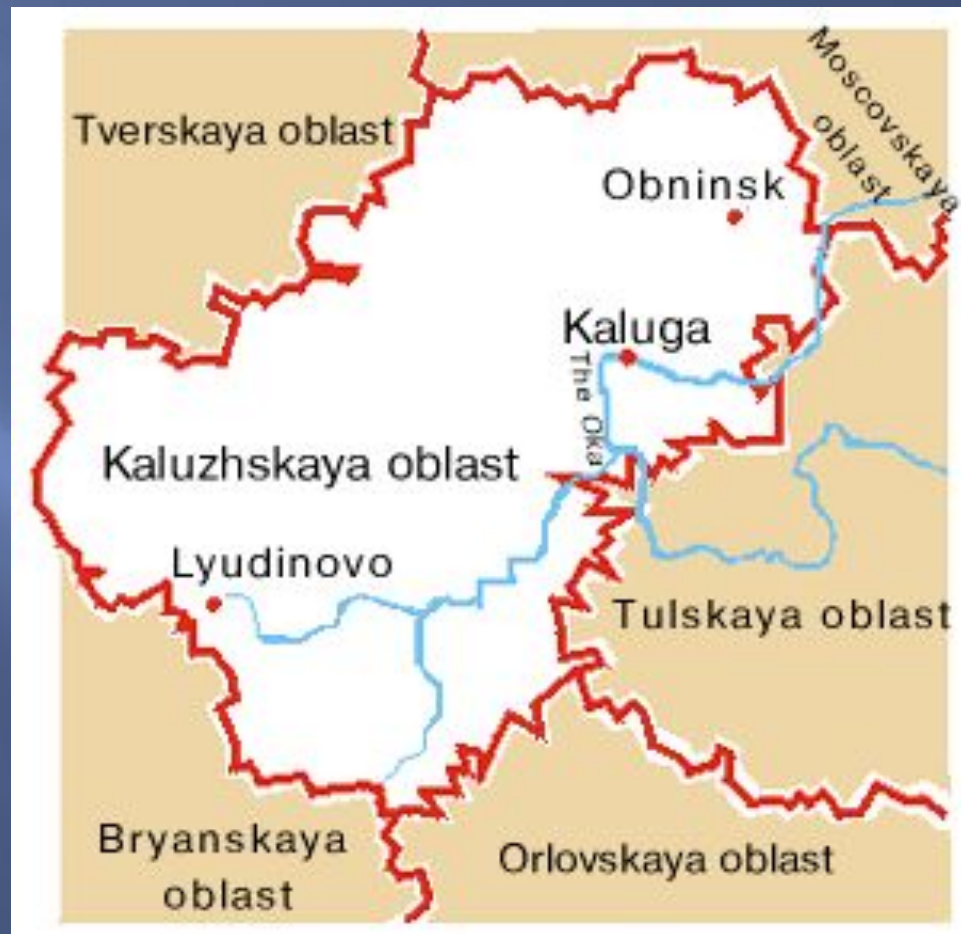 Moscovskaya
oblast
Tverskaya oblast
Obninsk
Kaluga
The Oka
Kaluzhskaya oblast
Lyudinovo
Tulskaya oblast
Bryanskaya
oblast
Orlovskaya oblast